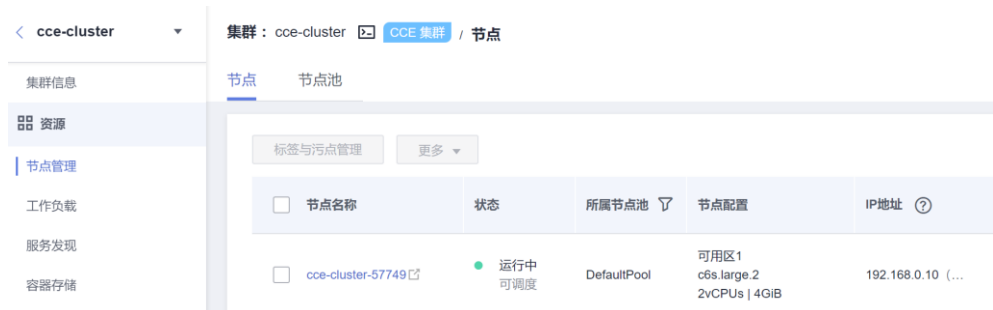 cce-cluster
集群：cce-cluster CCE 集群 / 节点
集群信息
节点 节点池
资源
标签与污点管理 更多
节点管理
工作负载
节点名称 状态 所属节点池 节点配置 IP地址
服务发现
容器存储
cce-cluster-57749 运行中 可调度 DefaultPool 可用区1 192.168.0.10（...
c6s.large.2
2vCPUs | 4GiB